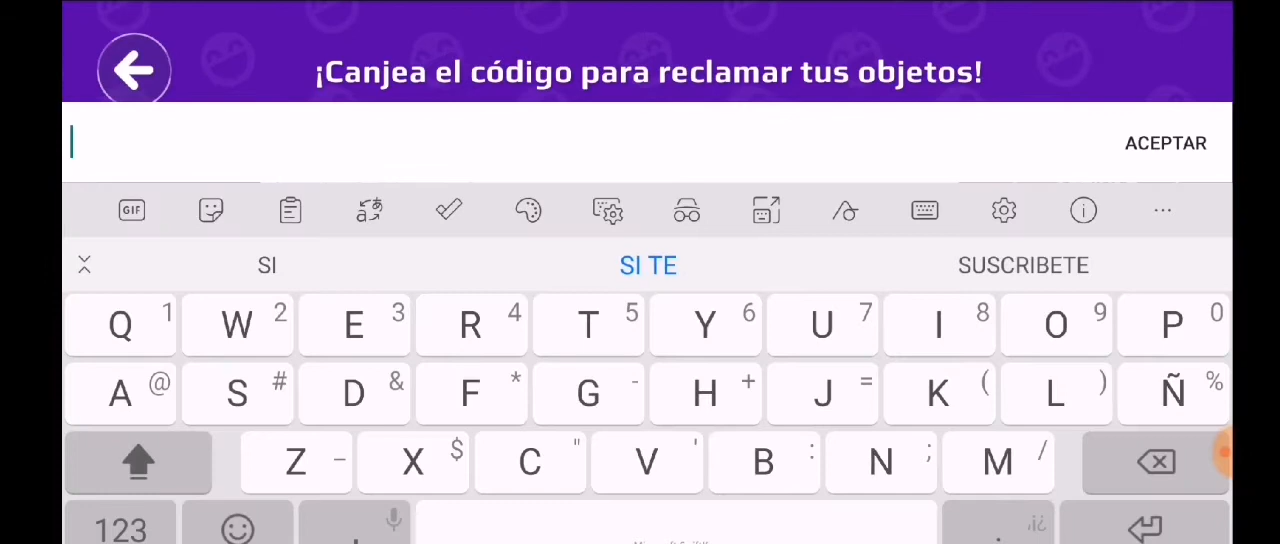 ¡Canjea el código para reclamar tus objetos!
ACEPTAR
GIF
SI SI TE SUSCRIBETE
Q 1 W 2 E 3 R 4 T 5 Y 6 U 7 I 8 O 9 P 0
A @ S # D & F * G - H + J = K ( L ) Ñ %
Z _ X $ C " V ' B : N ; M /
123 , . ¡¿